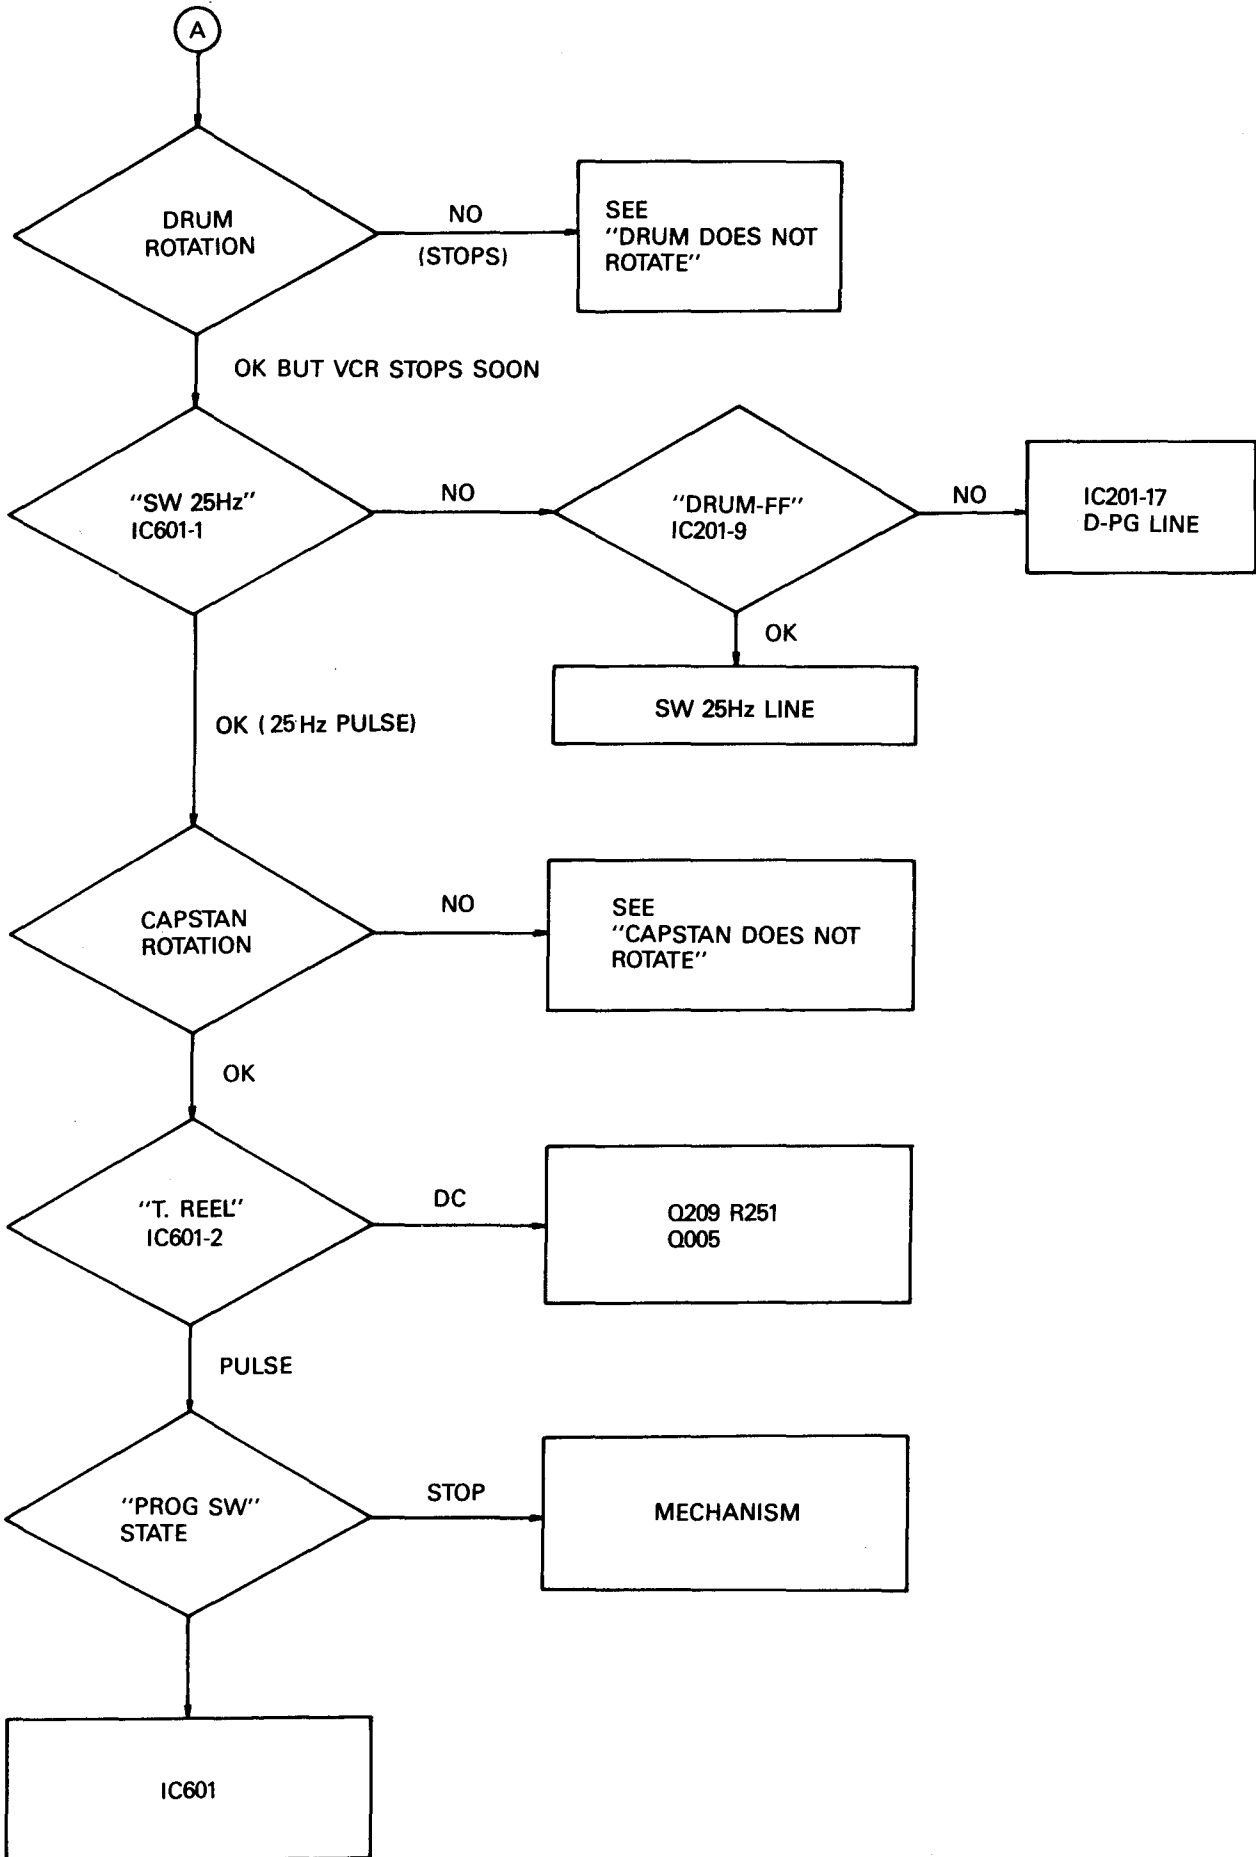 A
DRUM
ROTATION
NO
(STOPS)
SEE
"DRUM DOES NOT
ROTATE"
OK BUT VCR STOPS SOON
"SW 25Hz"
IC601-1
NO
"DRUM-FF"
IC201-9
NO
IC201-17
D-PG LINE
OK
SW 25Hz LINE
OK (25 Hz PULSE)
CAPSTAN
ROTATION
NO
SEE
"CAPSTAN DOES NOT
ROTATE"
OK
"T. REEL"
IC601-2
DC
Q209 R251
Q005
PULSE
"PROG SW"
STATE
STOP
MECHANISM
IC601